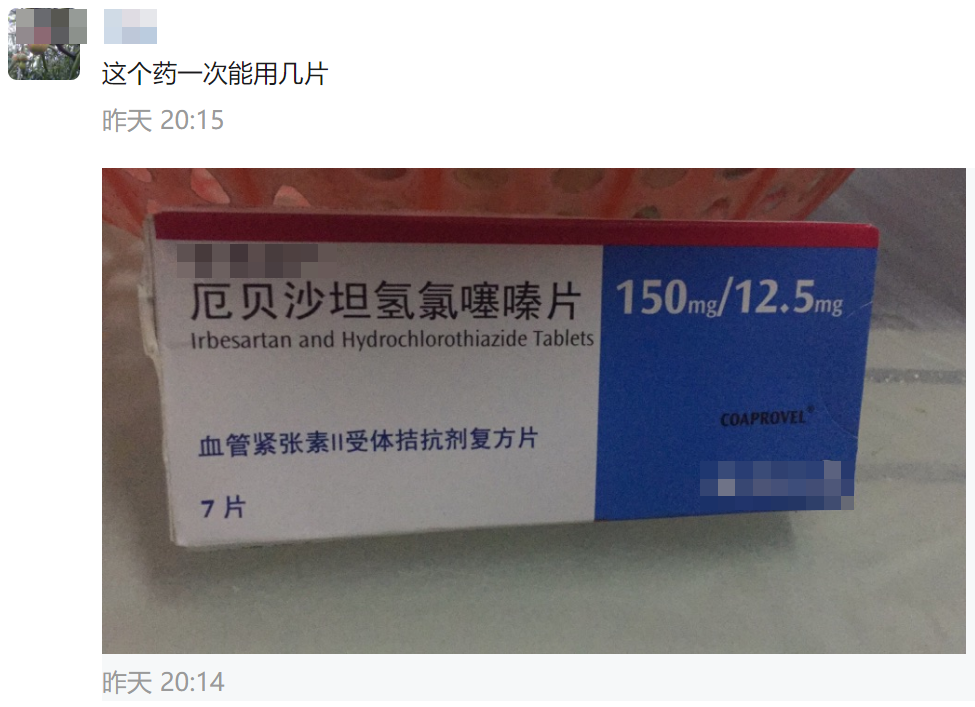 这个药一次能用几片
昨天 20:15
厄贝沙坦氢氯噻嗪片
Irbesartan and Hydrochlorothiazide Tablets
150mg/12.5mg
COAPROVEL®
血管紧张素II受体拮抗剂复方片
7片
昨天 20:14